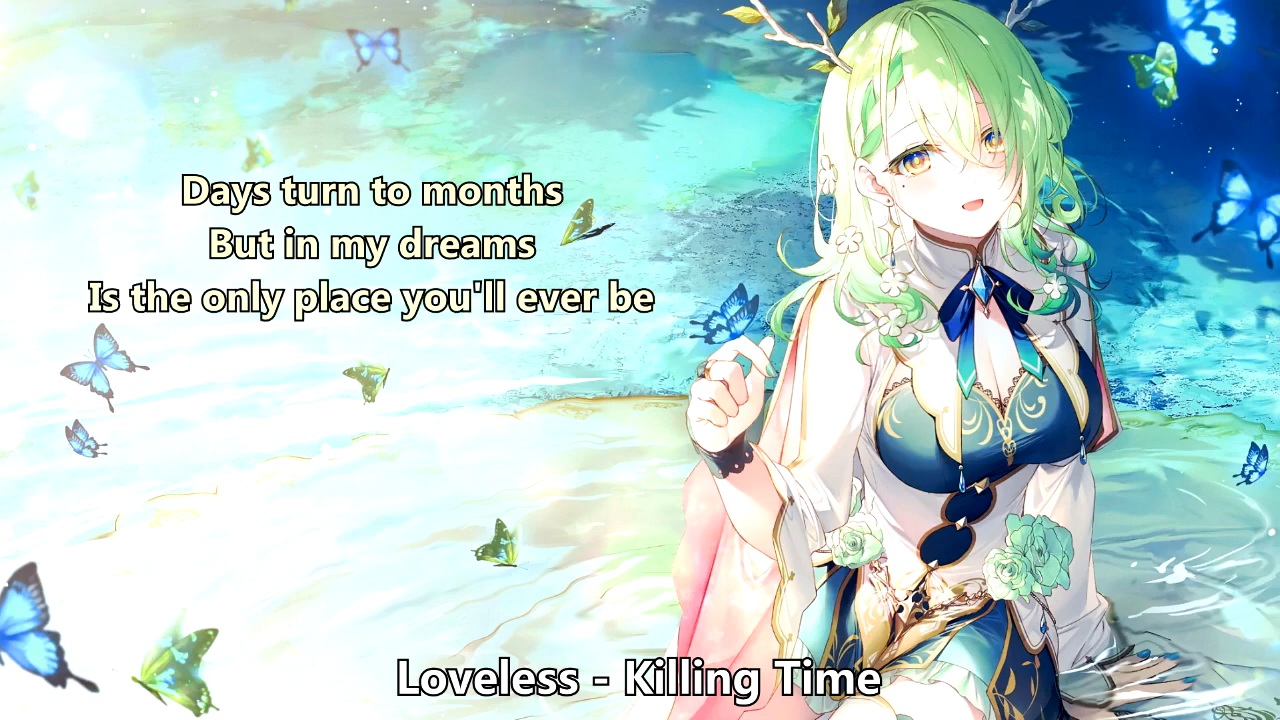 Days turn to months
But in my dreams
Is the only place you'll ever be
Loveless - Killing Time